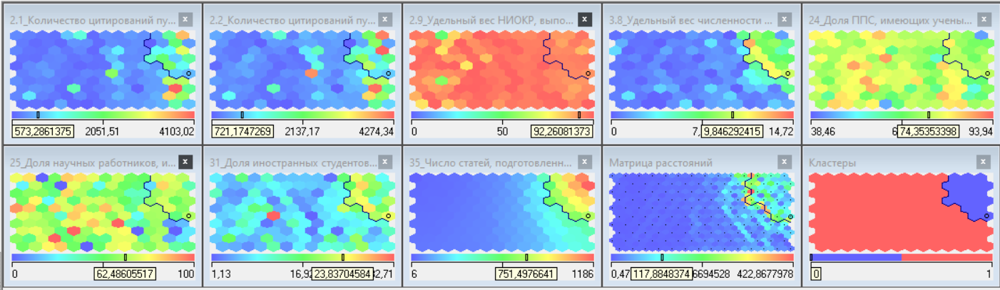 2.1_Количество цитирований пу... x
2.2_Количество цитирований пу... x
2.9_Удельный вес НИОКР, выпо... x
3.8_Удельный вес численности ... x
24_Доля ППС, имеющих учены... x
573,2861375 2051,51 4103,02
721,1747269 2137,17 4274,34
0 50 92,26081373
0 7, 9,846292415 14,72
38,46 6 74,35353398 93,94
25_Доля научных работников, и... x
31_Доля иностранных студентов... x
35_Число статей, подготовленн... x
Матрица расстояний x
Кластеры x
0 62,48605517 100
1,13 16,92 23,83704584 2,71
6 751,4976641 1186
0,47 117,8848374 6694528 422,8677978
0 1